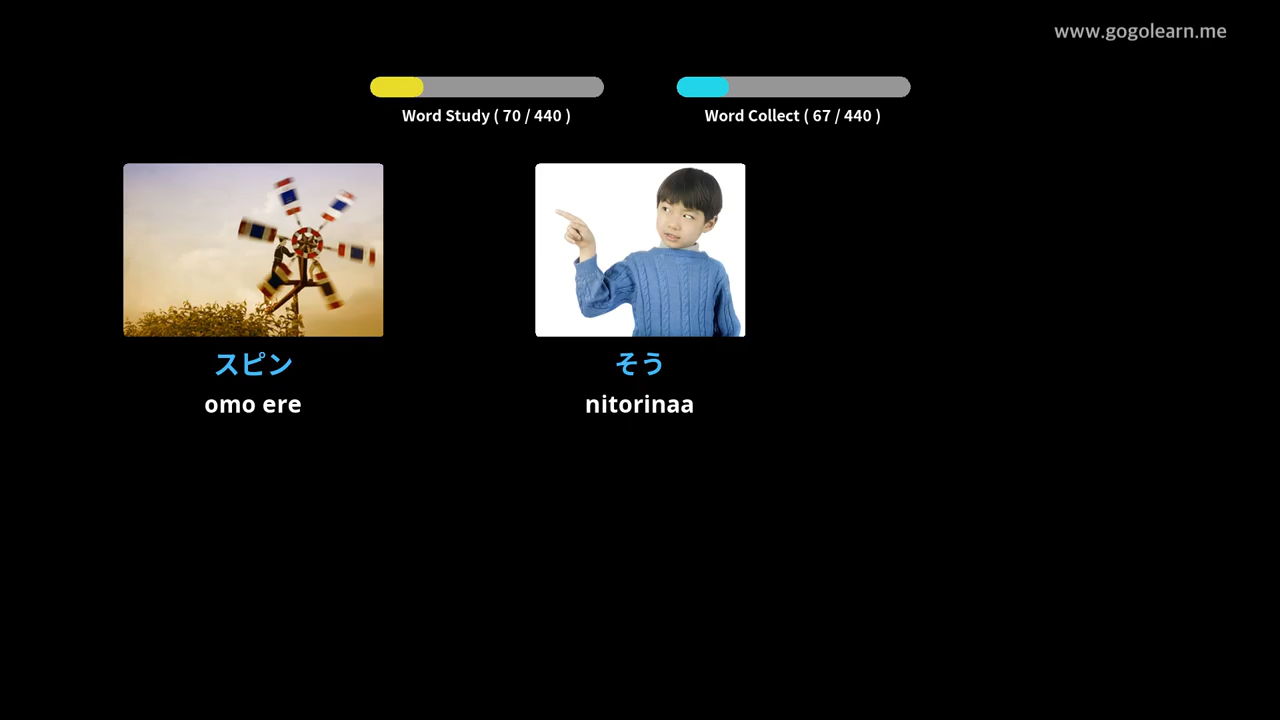 www.gogolearn.me
Word Study ( 70 / 440 )
Word Collect ( 67 / 440 )
スピン
omo ere
そう
nitorinaa